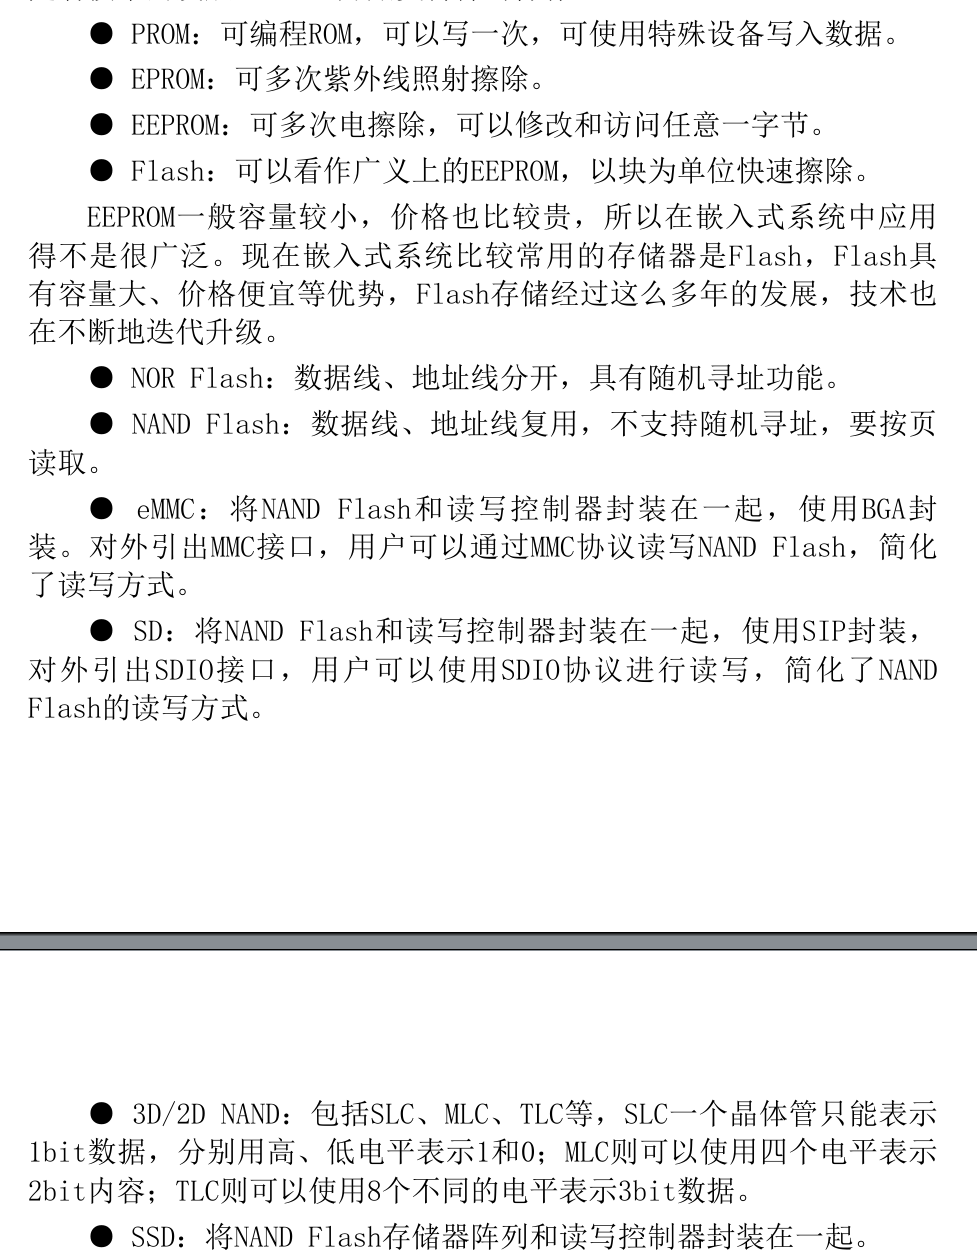 ● PROM：可编程ROM，可以写一次，可使用特殊设备写入数据。
● EPROM：可多次紫外线照射擦除。
● EEPROM：可多次电擦除，可以修改和访问任意一字节。
● Flash：可以看作广义上的EEPROM，以块为单位快速擦除。
EEPROM一般容量较小，价格也比较贵，所以在嵌入式系统中应用
得不是很广泛。现在嵌入式系统比较常用的存储器是Flash，Flash具
有容量大、价格便宜等优势，Flash存储经过这么多年的发展，技术也
在不断地迭代升级。
● NOR Flash：数据线、地址线分开，具有随机寻址功能。
● NAND Flash：数据线、地址线复用，不支持随机寻址，要按页
读取。
● eMMC：将NAND Flash和读写控制器封装在一起，使用BGA封
装。对外引出MMC接口，用户可以通过MMC协议读写NAND Flash，简化
了读写方式。
● SD：将NAND Flash和读写控制器封装在一起，使用SIP封装，
对外引出SDIO接口，用户可以使用SDIO协议进行读写，简化了NAND
Flash的读写方式。
● 3D/2D NAND：包括SLC、MLC、TLC等，SLC一个晶体管只能表示
1bit数据，分别用高、低电平表示1和0；MLC则可以使用四个电平表示
2bit内容；TLC则可以使用8个不同的电平表示3bit数据。
● SSD：将NAND Flash存储器阵列和读写控制器封装在一起。